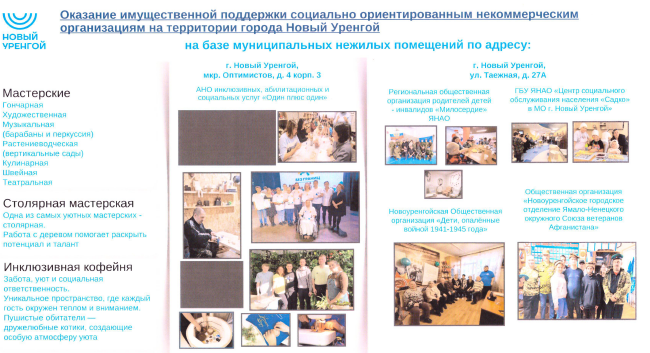 Оказание имущественной поддержки социально ориентированным некоммерческим
организациям на территории города Новый Уренгой
НОВЫЙ
УРЕНГОЙ
на базе муниципальных нежилых помещений по адресу:
Мастерские
Гончарная
Художественная
Музыкальная
(барабаны и перкуссия)
Растениеводческая
(вертикальные сады)
Кулинарная
Швейная
Театральная
Столярная мастерская
Одна из самых уютных мастерских -
столярная.
Работа с деревом помогает раскрыть
потенциал и талант
Инклюзивная кофейня
Забота, уют и социальная
ответственность.
Уникальное пространство, где каждый
гость окружен теплом и вниманием.
Пушистые обитатели —
дружелюбные котики, создающие
особую атмосферу уюта
г. Новый Уренгой,
мкр. Оптимистов, д. 4 корп. 3
АНО инклюзивных, абилитационных и
социальных услуг «Один плюс один»
г. Новый Уренгой,
ул. Таежная, д. 27А
Региональная общественная
организация родителей детей
- инвалидов «Милосердие»
ЯНАО
ГБУ ЯНАО «Центр социального
обслуживания населения «Садко»
в МО г. Новый Уренгой»
Новоуренгойская Общественная
организация «Дети, опалённые
войной 1941-1945 года»
Общественная организация
«Новоуренгойское городское
отделение Ямало-Ненецкого
окружного Союза ветеранов
Афганистана»